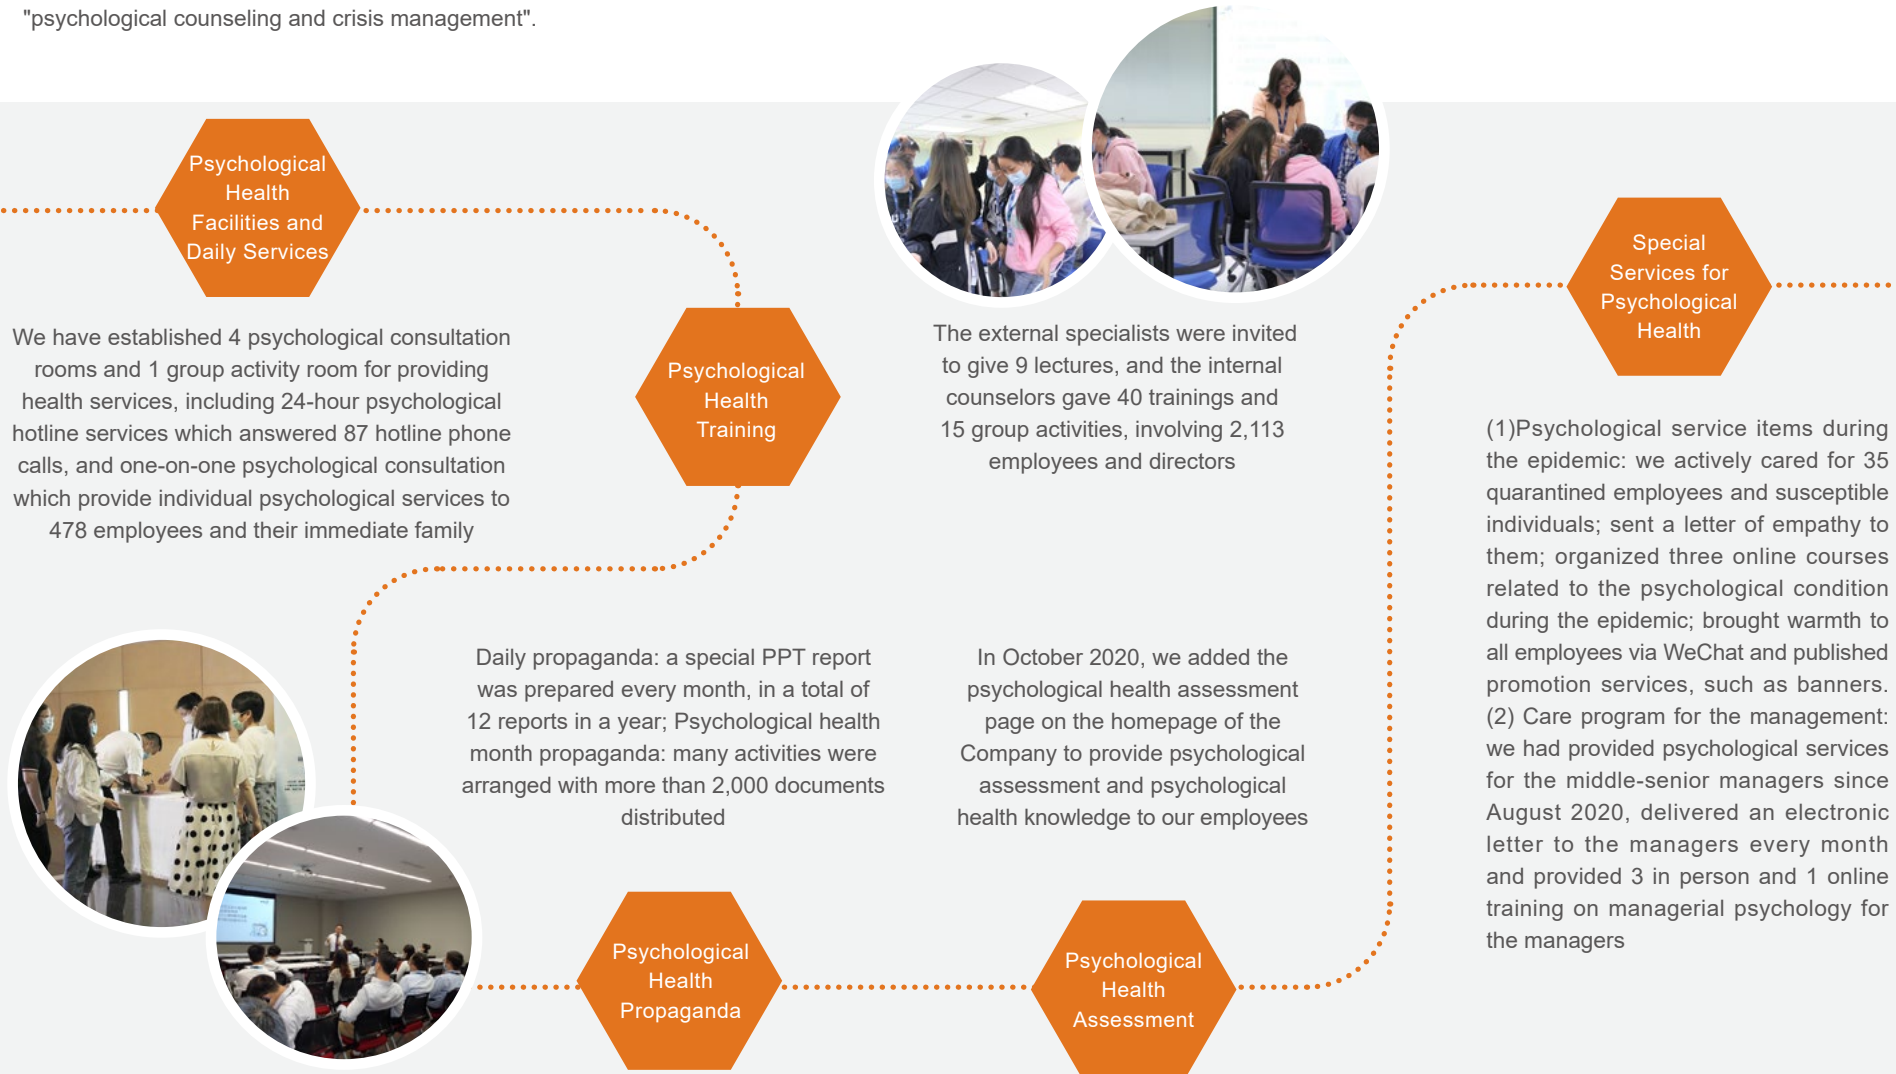 "psychological counseling and crisis management".
Psychological
Health
Facilities and
Daily Services
We have established 4 psychological consultation
rooms and 1 group activity room for providing
health services, including 24-hour psychological
hotline services which answered 87 hotline phone
calls, and one-on-one psychological consultation
which provide individual psychological services to
478 employees and their immediate family
Psychological
Health
Training
The external specialists were invited
to give 9 lectures, and the internal
counselors gave 40 trainings and
15 group activities, involving 2,113
employees and directors
Daily propaganda: a special PPT report
was prepared every month, in a total of
12 reports in a year; Psychological health
month propaganda: many activities were
arranged with more than 2,000 documents
distributed
Psychological
Health
Propaganda
In October 2020, we added the
psychological health assessment
page on the homepage of the
Company to provide psychological
assessment and psychological
health knowledge to our employees
Psychological
Health
Assessment
Special
Services for
Psychological
Health
(1)Psychological service items during
the epidemic: we actively cared for 35
quarantined employees and susceptible
individuals; sent a letter of empathy to
them; organized three online courses
related to the psychological condition
during the epidemic; brought warmth to
all employees via WeChat and published
promotion services, such as banners.
(2) Care program for the management:
we had provided psychological services
for the middle-senior managers since
August 2020, delivered an electronic
letter to the managers every month
and provided 3 in person and 1 online
training on managerial psychology for
the managers